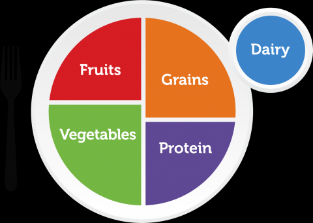 Dairy
Fruits
Grains
Vegetables
Protein